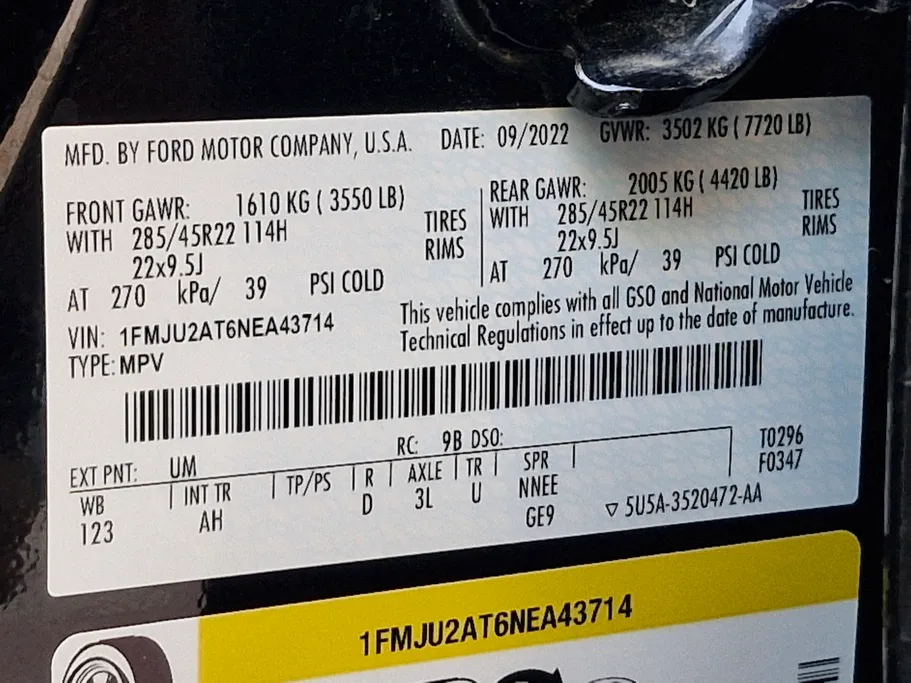 MFD. BY FORD MOTOR COMPANY, U.S.A. DATE: 09/2022 GVWR: 3502 KG ( 7720 LB)
FRONT GAWR: 1610 KG ( 3550 LB)
WITH 285/45R22 114H TIRES
22x9.5J RIMS
AT 270 kPa/ 39 PSI COLD
REAR GAWR: 2005 KG ( 4420 LB)
WITH 285/45R22 114H TIRES
22x9.5J RIMS
AT 270 kPa/ 39 PSI COLD
VIN: 1FMJU2AT6NEA43714
TYPE: MPV
This vehicle complies with all GSO and National Motor Vehicle
Technical Regulations in effect up to the date of manufacture.
EXT PNT: UM RC: 9B DSO:
WB INT TR TP/PS R AXLE TR SPR
123 AH D 3L U NNEE
GE9
T0296
F0347
▽ 5U5A-3520472-AA
1FMJU2AT6NEA43714